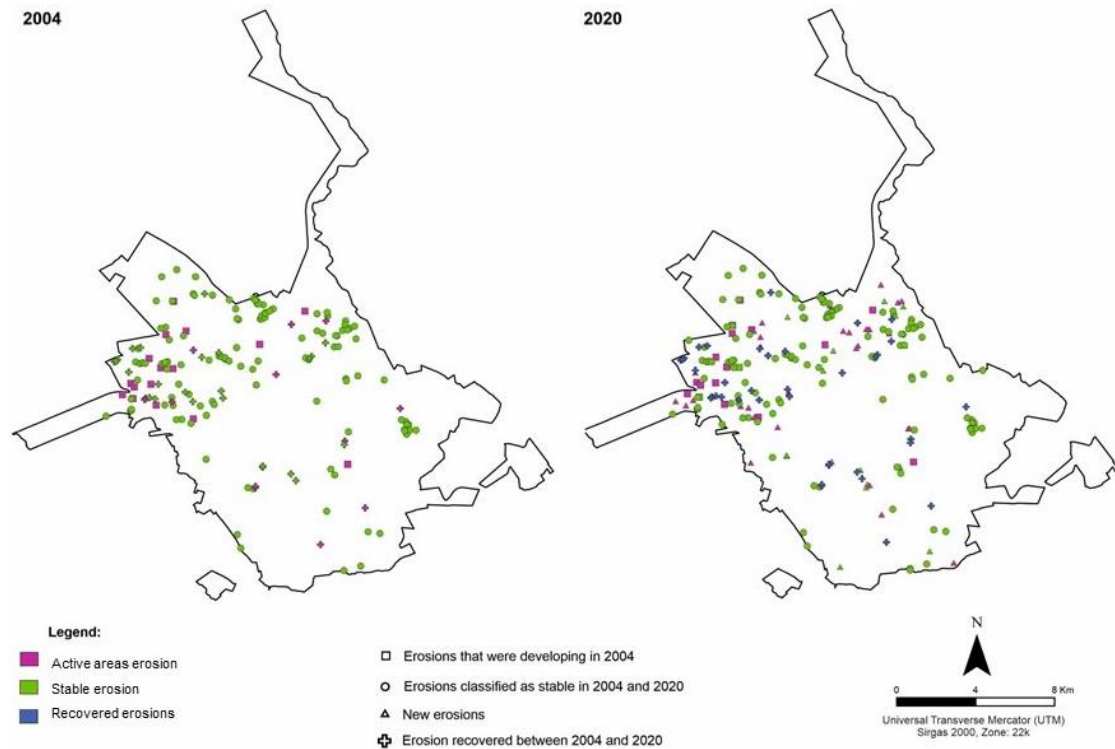 2004
2020
Legend:
Active areas erosion
Stable erosion
Recovered erosions
Erosions that were developing in 2004
Erosions classified as stable in 2004 and 2020
New erosions
Erosion recovered between 2004 and 2020
N
0 4 8 Km
Universal Transverse Mercator (UTM)
Sirgas 2000, Zone: 22k